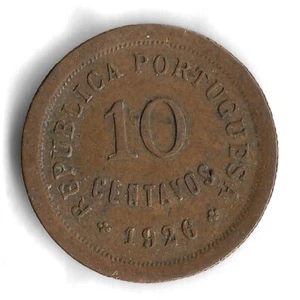 REPUBLICA PORTUGUESA
10
CENTAVOS
1926